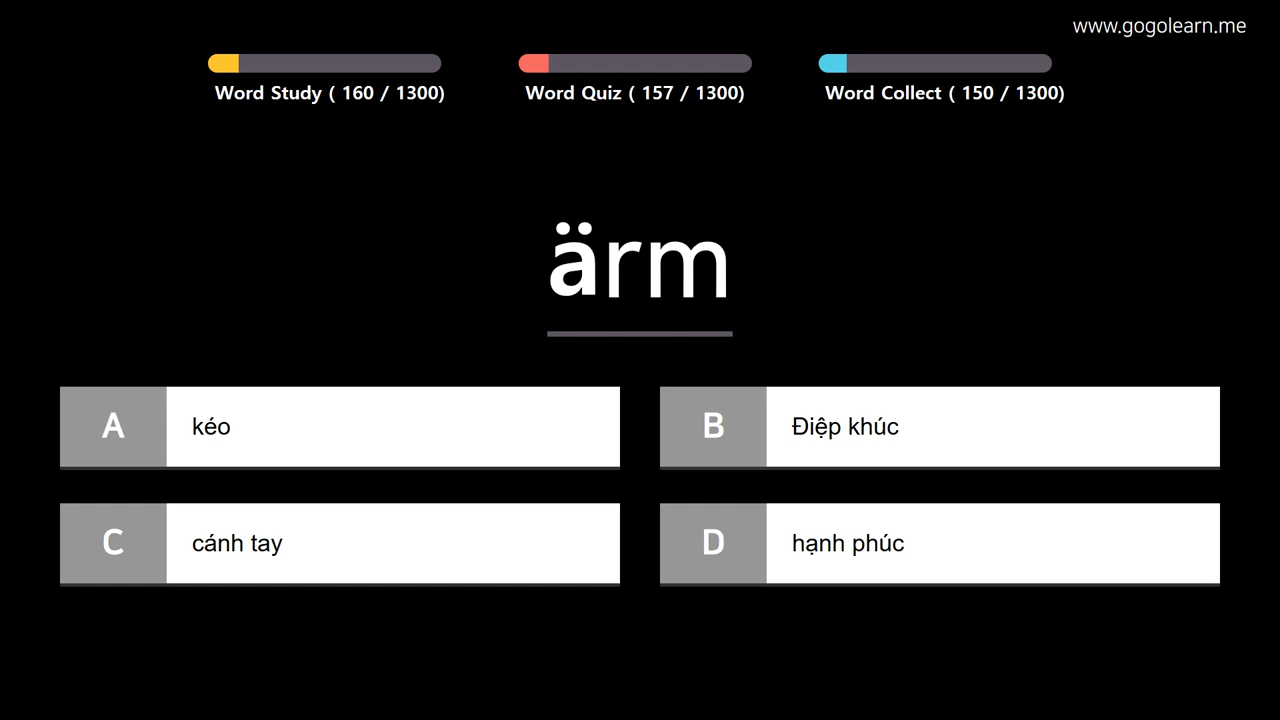 www.gogolearn.me
Word Study ( 160 / 1300)
Word Quiz ( 157 / 1300)
Word Collect ( 150 / 1300)
ärm
A
kéo
B
Điệp khúc
C
cánh tay
D
hạnh phúc